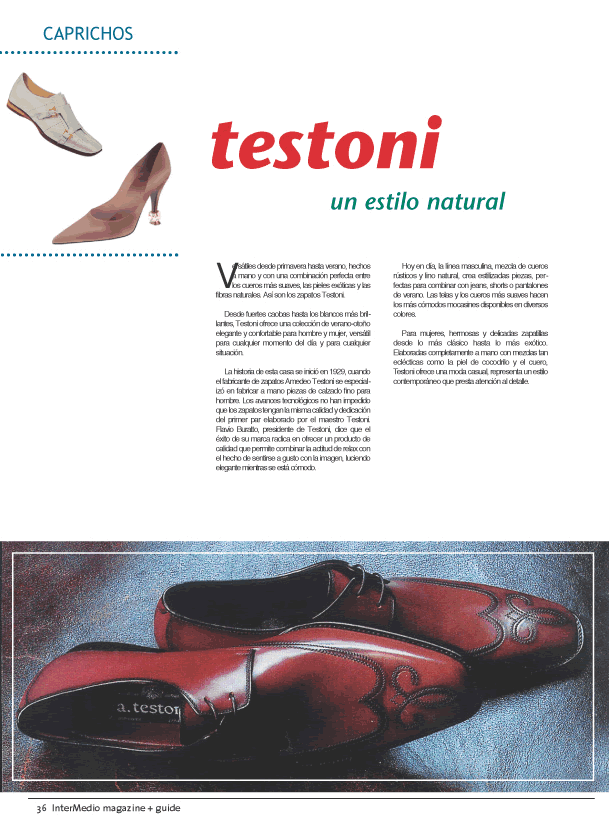 CAPRICHOS
testoni
un estilo natural
Versátiles desde primavera hasta verano, hechos
a mano y con una combinación perfecta entre
los cueros más suaves, las pieles exóticas y las
fibras naturales. Así son los zapatos Testoni.
Desde fuertes caobas hasta los blancos más bril-
lantes, Testoni ofrece una colección de verano-otoño
elegante y confortable para hombre y mujer, versátil
para cualquier momento del día y para cualquier
situación.
La historia de esta casa se inició en 1929, cuando
el fabricante de zapatos Amedeo Testoni se especial-
izó en fabricar a mano piezas de calzado fino para
hombre. Los avances tecnológicos no han impedido
que los zapatos tengan la misma calidad y dedicación
del primer par elaborado por el maestro Testoni.
Flavio Buratto, presidente de Testoni, dice que el
éxito de su marca radica en ofrecer un producto de
calidad que permite combinar la actitud de relax con
el hecho de sentirse a gusto con la imagen, luciendo
elegante mientras se está cómodo.
Hoy en día, la línea masculina, mezcla de cueros
rústicos y lino natural, crea estilizadas piezas, per-
fectas para combinar con jeans, shorts o pantalones
de verano. Las telas y los cueros más suaves hacen
los más cómodos mocasines disponibles en diversos
colores.
Para mujeres, hermosas y delicadas zapatillas
desde lo más clásico hasta lo más exótico.
Elaboradas completamente a mano con mezclas tan
eclécticas como la piel de cocodrilo y el cuero,
Testoni ofrece una moda casual, representa un estilo
contemporáneo que presta atención al detalle.
a.teston
36 InterMedio magazine + guide